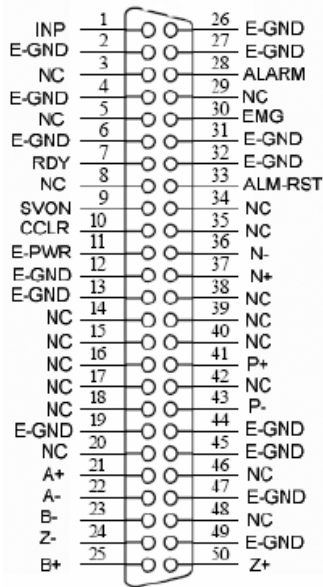 INP 1 26 E-GND
E-GND 2 27 E-GND
NC 3 28 ALARM
E-GND 4 29 NC
NC 5 30 EMG
E-GND 6 31 E-GND
RDY 7 32 E-GND
NC 8 33 ALM-RST
SVON 9 34 NC
CCLR 10 35 NC
E-PWR 11 36 N-
E-GND 12 37 N+
E-GND 13 38 NC
NC 14 39 NC
NC 15 40 NC
NC 16 41 P+
NC 17 42 NC
NC 18 43 P-
E-GND 19 44 E-GND
NC 20 45 E-GND
A+ 21 46 NC
A- 22 47 E-GND
B- 23 48 NC
Z- 24 49 E-GND
B+ 25 50 Z+